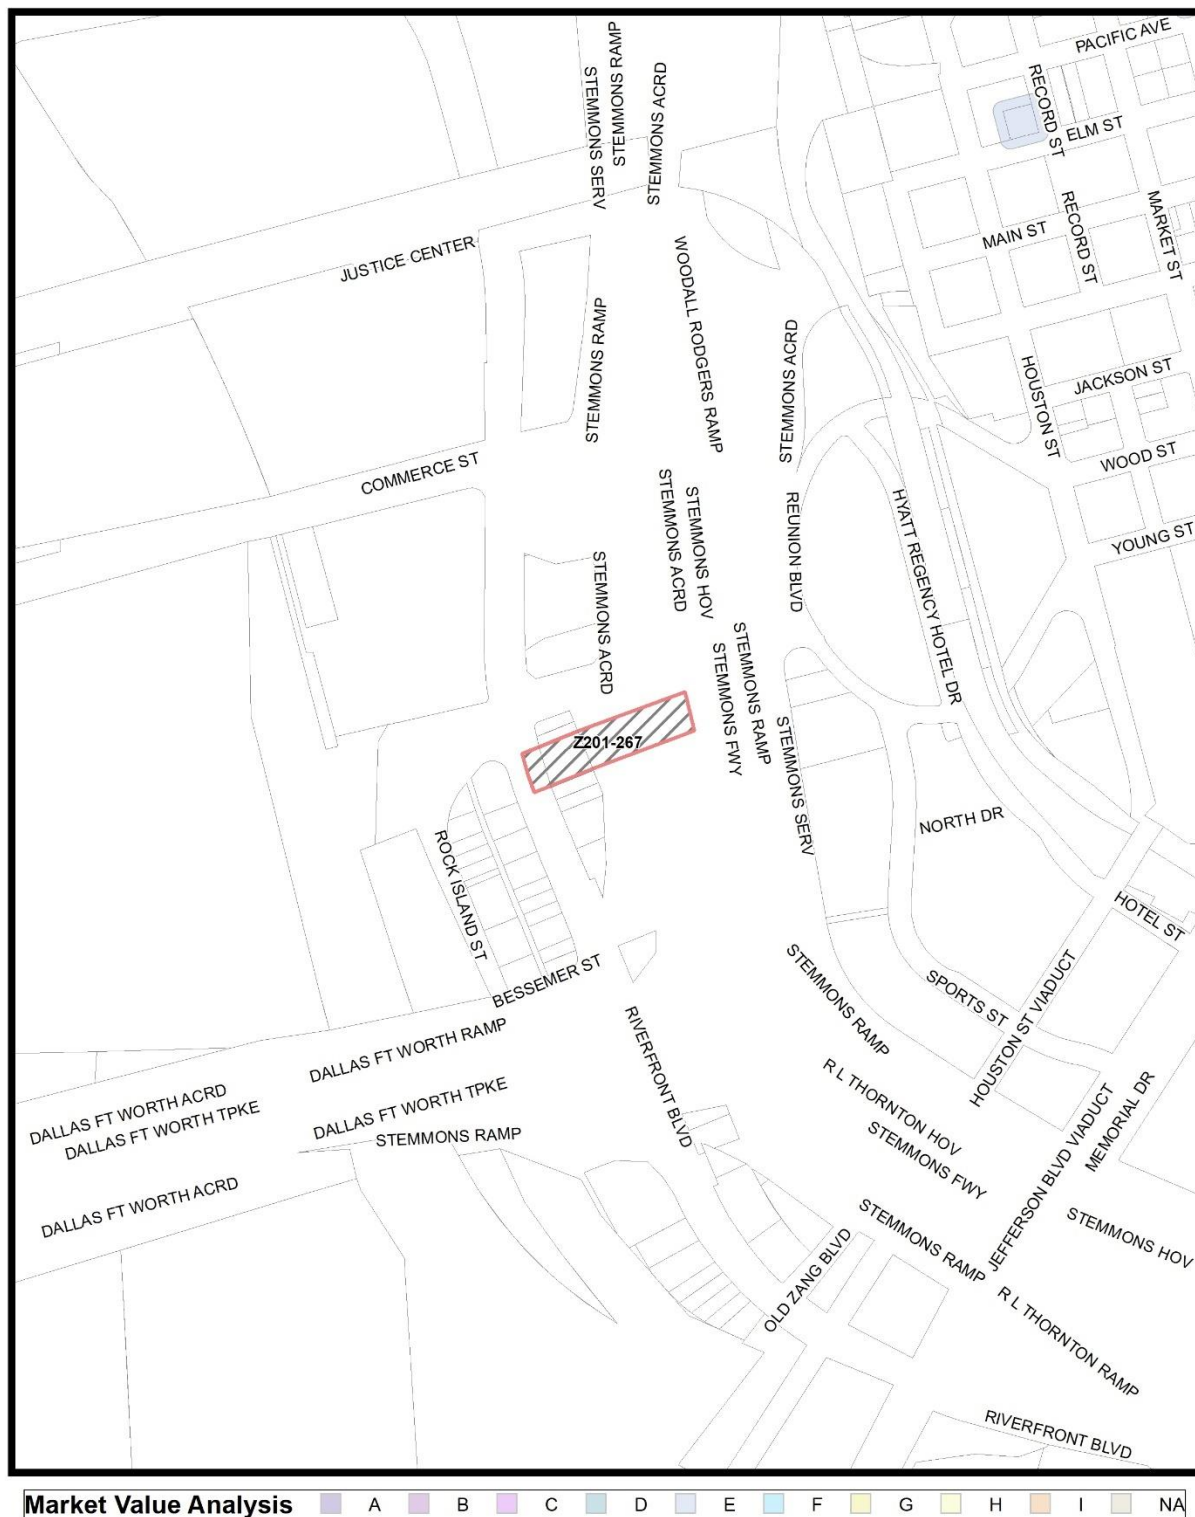 PACIFIC AVE
STEMMONS RAMP
STEMMONS SERV
STEMMONS ACRD
RECORD ST
ELM ST
MAIN ST
RECORD ST
MARKET ST
JUSTICE CENTER
WOODALL RODGERS RAMP
STEMMONS RAMP
STEMMONS ACRD
HOUSTON ST
JACKSON ST
WOOD ST
YOUNG ST
COMMERCE ST
STEMMONS ACRD
STEMMONS HOV
REUNION BLVD
HYATT REGENCY HOTEL DR
STEMMONS ACRD
STEMMONS RAMP
STEMMONS FWY
STEMMONS SERV
Z201-267
NORTH DR
ROCK ISLAND ST
HOTEL ST
BESSEMER ST
STEMMONS RAMP
SPORTS ST
HOUSTON ST VIADUCT
RIVERFRONT BLVD
DALLAS FT WORTH RAMP
R L THORNTON HOV
DALLAS FT WORTH ACRD
DALLAS FT WORTH TPKE
DALLAS FT WORTH TPKE
STEMMONS RAMP
STEMMONS FWY
JEFFERSON BLVD VIADUCT
MEMORIAL DR
DALLAS FT WORTH ACRD
STEMMONS RAMP
STEMMONS HOV
OLD ZANG BLVD
R L THORNTON RAMP
RIVERFRONT BLVD
Market Value Analysis A B C D E F G H I NA